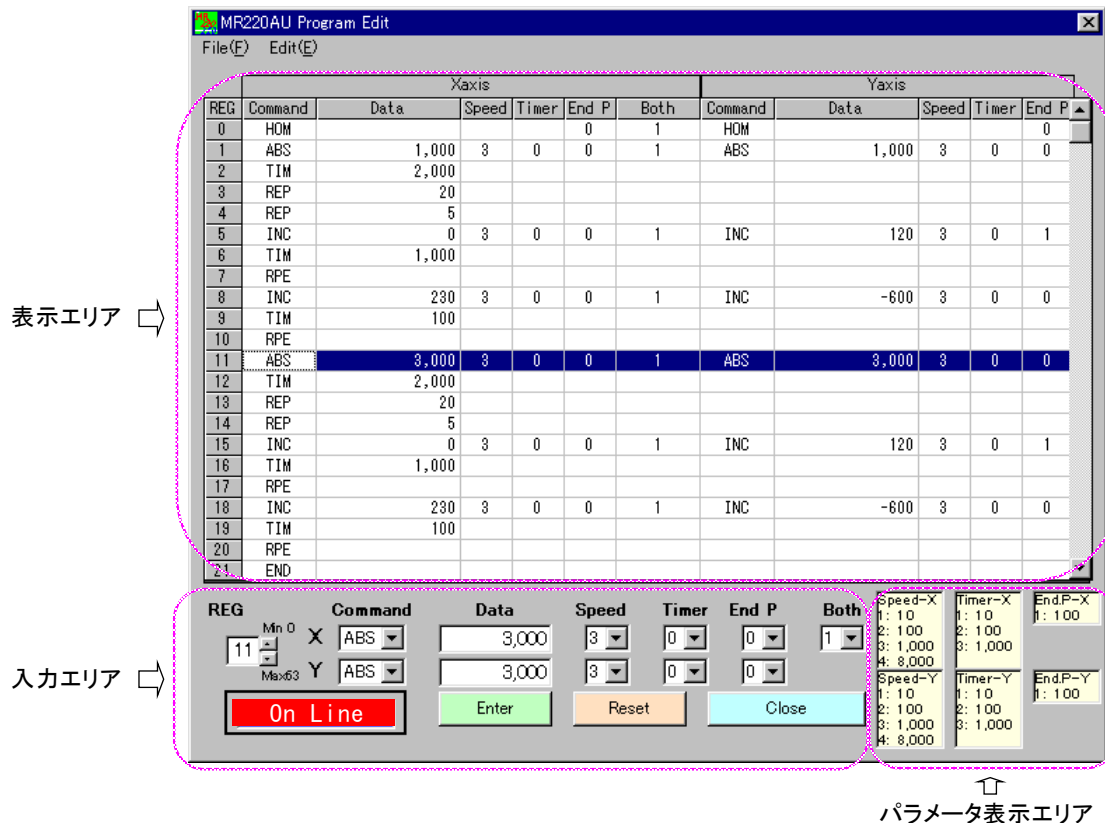 MR220AU Program Edit
File(F) Edit(E)
Xaxis Yaxis
REG Command Data Speed Timer End P Both Command Data Speed Timer End P
0 HOM 0 1 HOM 0
1 ABS 1,000 3 0 0 1 ABS 1,000 3 0 0
2 TIM 2,000
3 REP 20
4 REP 5
5 INC 0 3 0 0 1 INC 120 3 0 1
6 TIM 1,000
7 RPE
8 INC 230 3 0 0 1 INC -600 3 0 0
9 TIM 100
10 RPE
11 ABS 3,000 3 0 0 1 ABS 3,000 3 0 0
12 TIM 2,000
13 REP 20
14 REP 5
15 INC 0 3 0 0 1 INC 120 3 0 1
16 TIM 1,000
17 RPE
18 INC 230 3 0 0 1 INC -600 3 0 0
19 TIM 100
20 RPE
21 END
表示エリア
REG Command Data Speed Timer End P Both
Min 0
11
Max63
X ABS 3,000 3 0 0 1
Y ABS 3,000 3 0 0
On Line Enter Reset Close
入力エリア
Speed-X
1: 10
2: 100
3: 1,000
4: 8,000
Timer-X
1: 10
2: 100
3: 1,000
End.P-X
1: 100
Speed-Y
1: 10
2: 100
3: 1,000
4: 8,000
Timer-Y
1: 10
2: 100
3: 1,000
End.P-Y
1: 100
パラメータ表示エリア